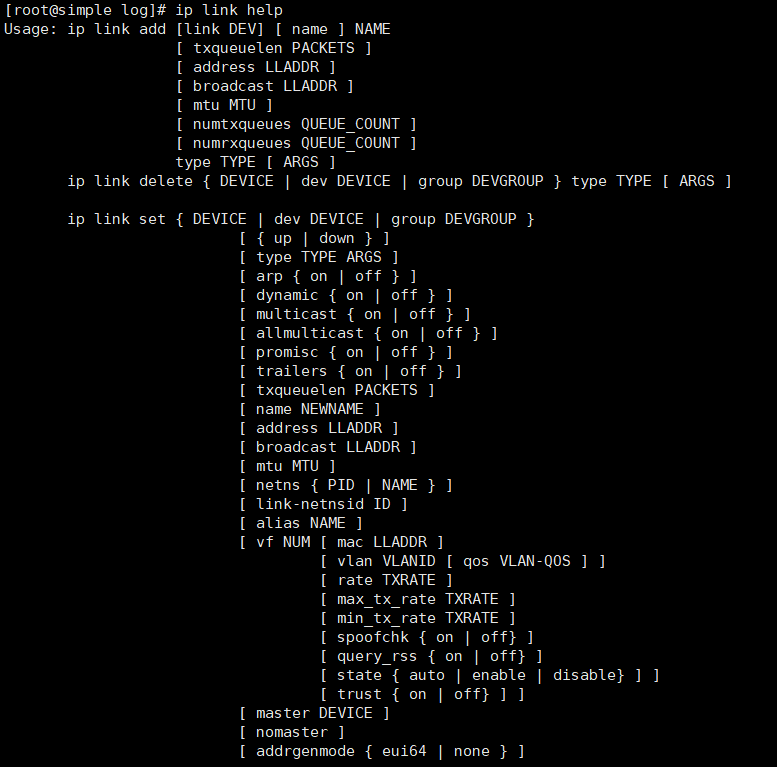 [root@simple log]# ip link help
Usage: ip link add [link DEV] [ name ] NAME
                   [ txqueuelen PACKETS ]
                   [ address LLADDR ]
                   [ broadcast LLADDR ]
                   [ mtu MTU ]
                   [ numtxqueues QUEUE_COUNT ]
                   [ numrxqueues QUEUE_COUNT ]
                   type TYPE [ ARGS ]
       ip link delete { DEVICE | dev DEVICE | group DEVGROUP } type TYPE [ ARGS ]

       ip link set { DEVICE | dev DEVICE | group DEVGROUP }
                          [ { up | down } ]
                          [ type TYPE ARGS ]
                          [ arp { on | off } ]
                          [ dynamic { on | off } ]
                          [ multicast { on | off } ]
                          [ allmulticast { on | off } ]
                          [ promisc { on | off } ]
                          [ trailers { on | off } ]
                          [ txqueuelen PACKETS ]
                          [ name NEWNAME ]
                          [ address LLADDR ]
                          [ broadcast LLADDR ]
                          [ mtu MTU ]
                          [ netns { PID | NAME } ]
                          [ link-netnsid ID ]
                          [ alias NAME ]
                          [ vf NUM [ mac LLADDR ]
                                   [ vlan VLANID [ qos VLAN-QOS ] ]
                                   [ rate TXRATE ]
                                   [ max_tx_rate TXRATE ]
                                   [ min_tx_rate TXRATE ]
                                   [ spoofchk { on | off} ]
                                   [ query_rss { on | off} ]
                                   [ state { auto | enable | disable} ] ]
                                   [ trust { on | off} ] ]
                          [ master DEVICE ]
                          [ nomaster ]
                          [ addrgenmode { eui64 | none } ]